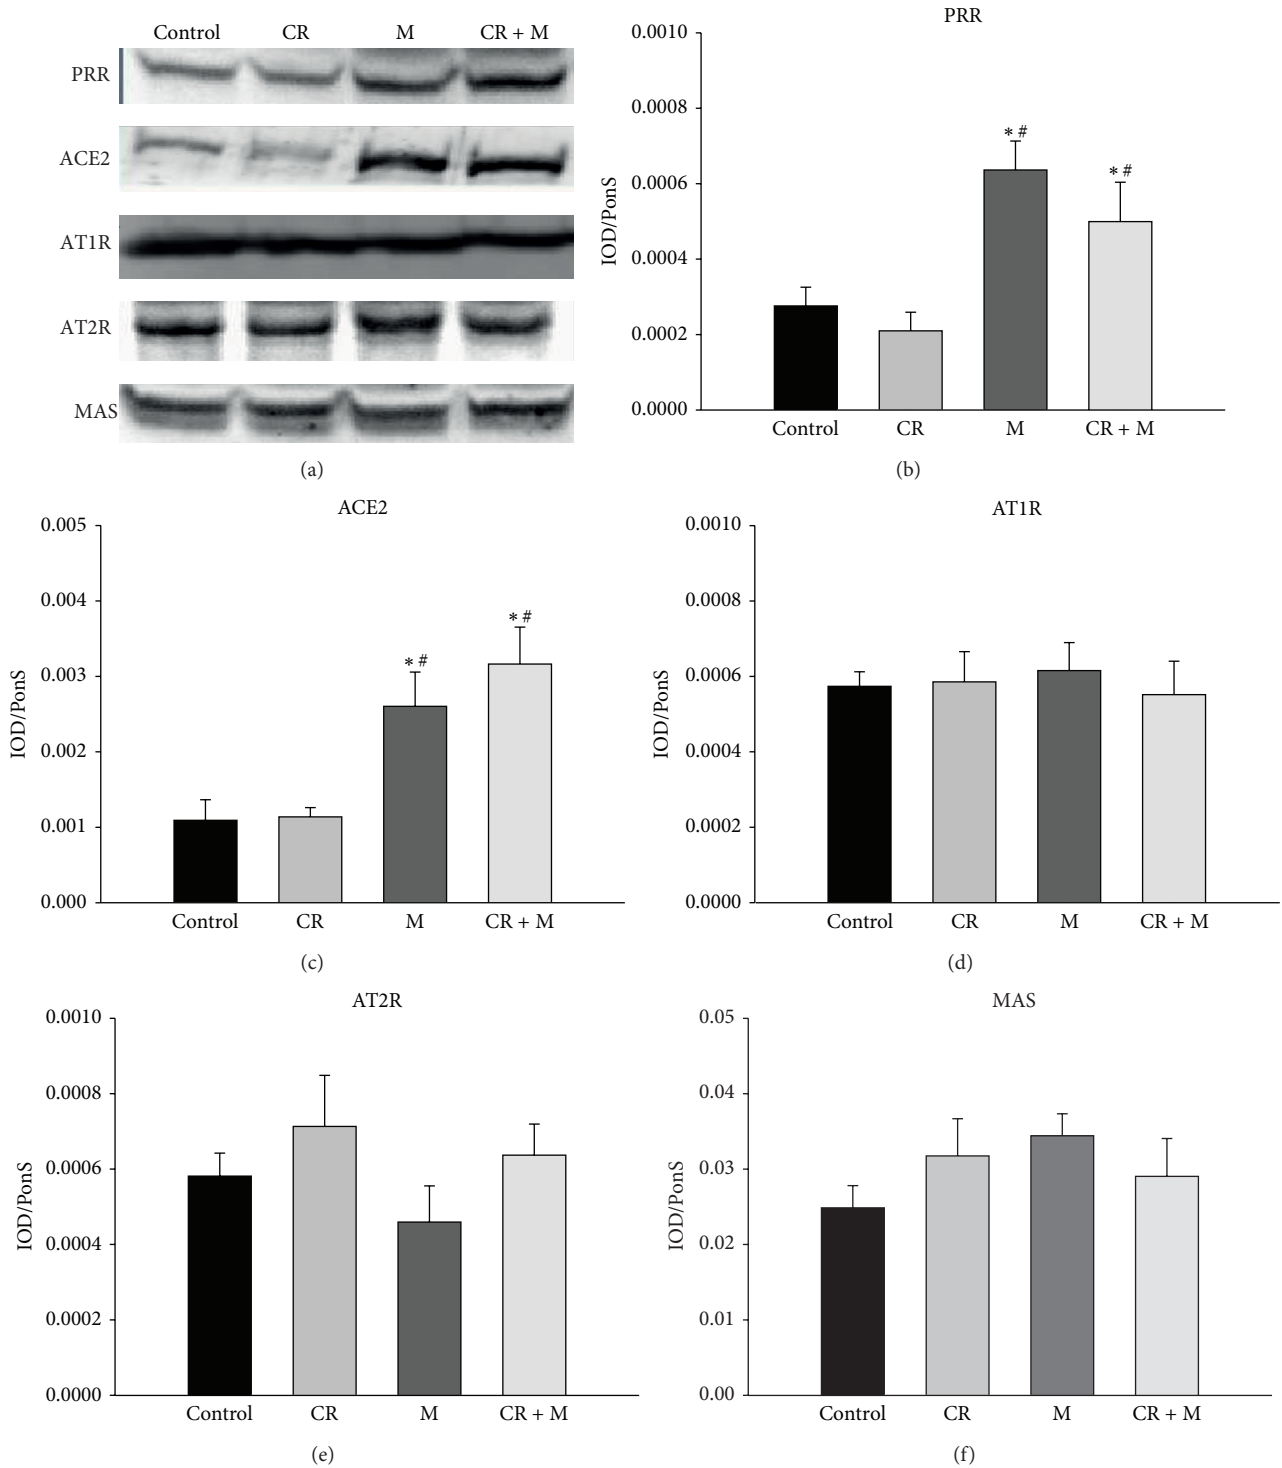 Control CR M CR + M
PRR
ACE2
AT1R
AT2R
MAS
(a)
PRR
0.0010
0.0008
0.0006
0.0004
0.0002
0.0000
IOD/PonS
* #
* #
Control CR M CR + M
(b)
ACE2
0.005
0.004
0.003
0.002
0.001
0.000
IOD/PonS
* #
* #
Control CR M CR + M
(c)
AT1R
0.0010
0.0008
0.0006
0.0004
0.0002
0.0000
IOD/PonS
Control CR M CR + M
(d)
AT2R
0.0010
0.0008
0.0006
0.0004
0.0002
0.0000
IOD/PonS
Control CR M CR + M
(e)
MAS
0.05
0.04
0.03
0.02
0.01
0.00
IOD/PonS
Control CR M CR + M
(f)